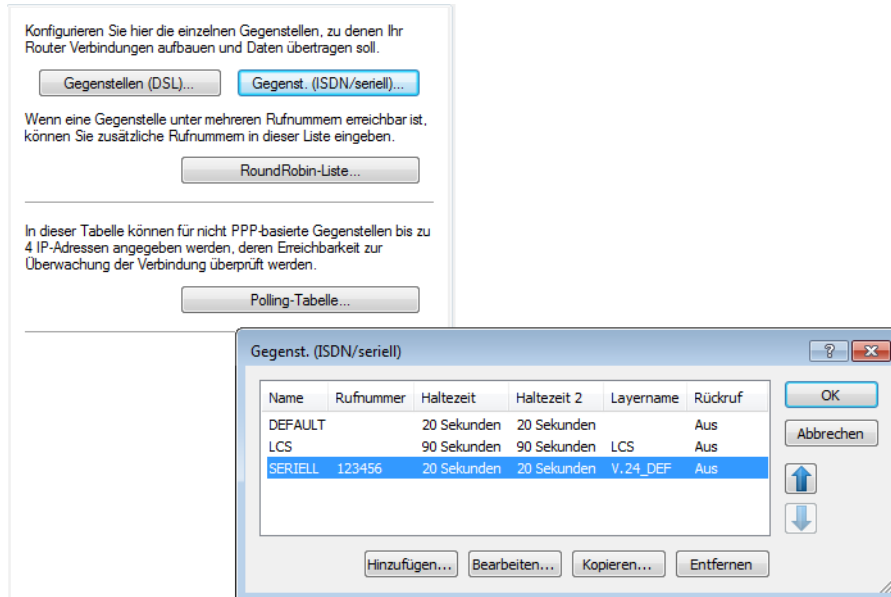 Konfigurieren Sie hier die einzelnen Gegenstellen, zu denen Ihr
Router Verbindungen aufbauen und Daten übertragen soll.
Gegenstellen (DSL)... Gegenst. (ISDN/seriell)...
Wenn eine Gegenstelle unter mehreren Rufnummern erreichbar ist,
können Sie zusätzliche Rufnummern in dieser Liste eingeben.
RoundRobin-Liste...
In dieser Tabelle können für nicht PPP-basierte Gegenstellen bis zu
4 IP-Adressen angegeben werden, deren Erreichbarkeit zur
Überwachung der Verbindung überprüft werden.
Polling-Tabelle...
Gegenst. (ISDN/seriell)
Name Rufnummer Haltezeit Haltezeit 2 Layername Rückruf
DEFAULT 20 Sekunden 20 Sekunden Aus
LCS 90 Sekunden 90 Sekunden LCS Aus
SERIELL 123456 20 Sekunden 20 Sekunden V.24_DEF Aus
OK
Abbrechen
Hinzufügen... Bearbeiten... Kopieren... Entfernen